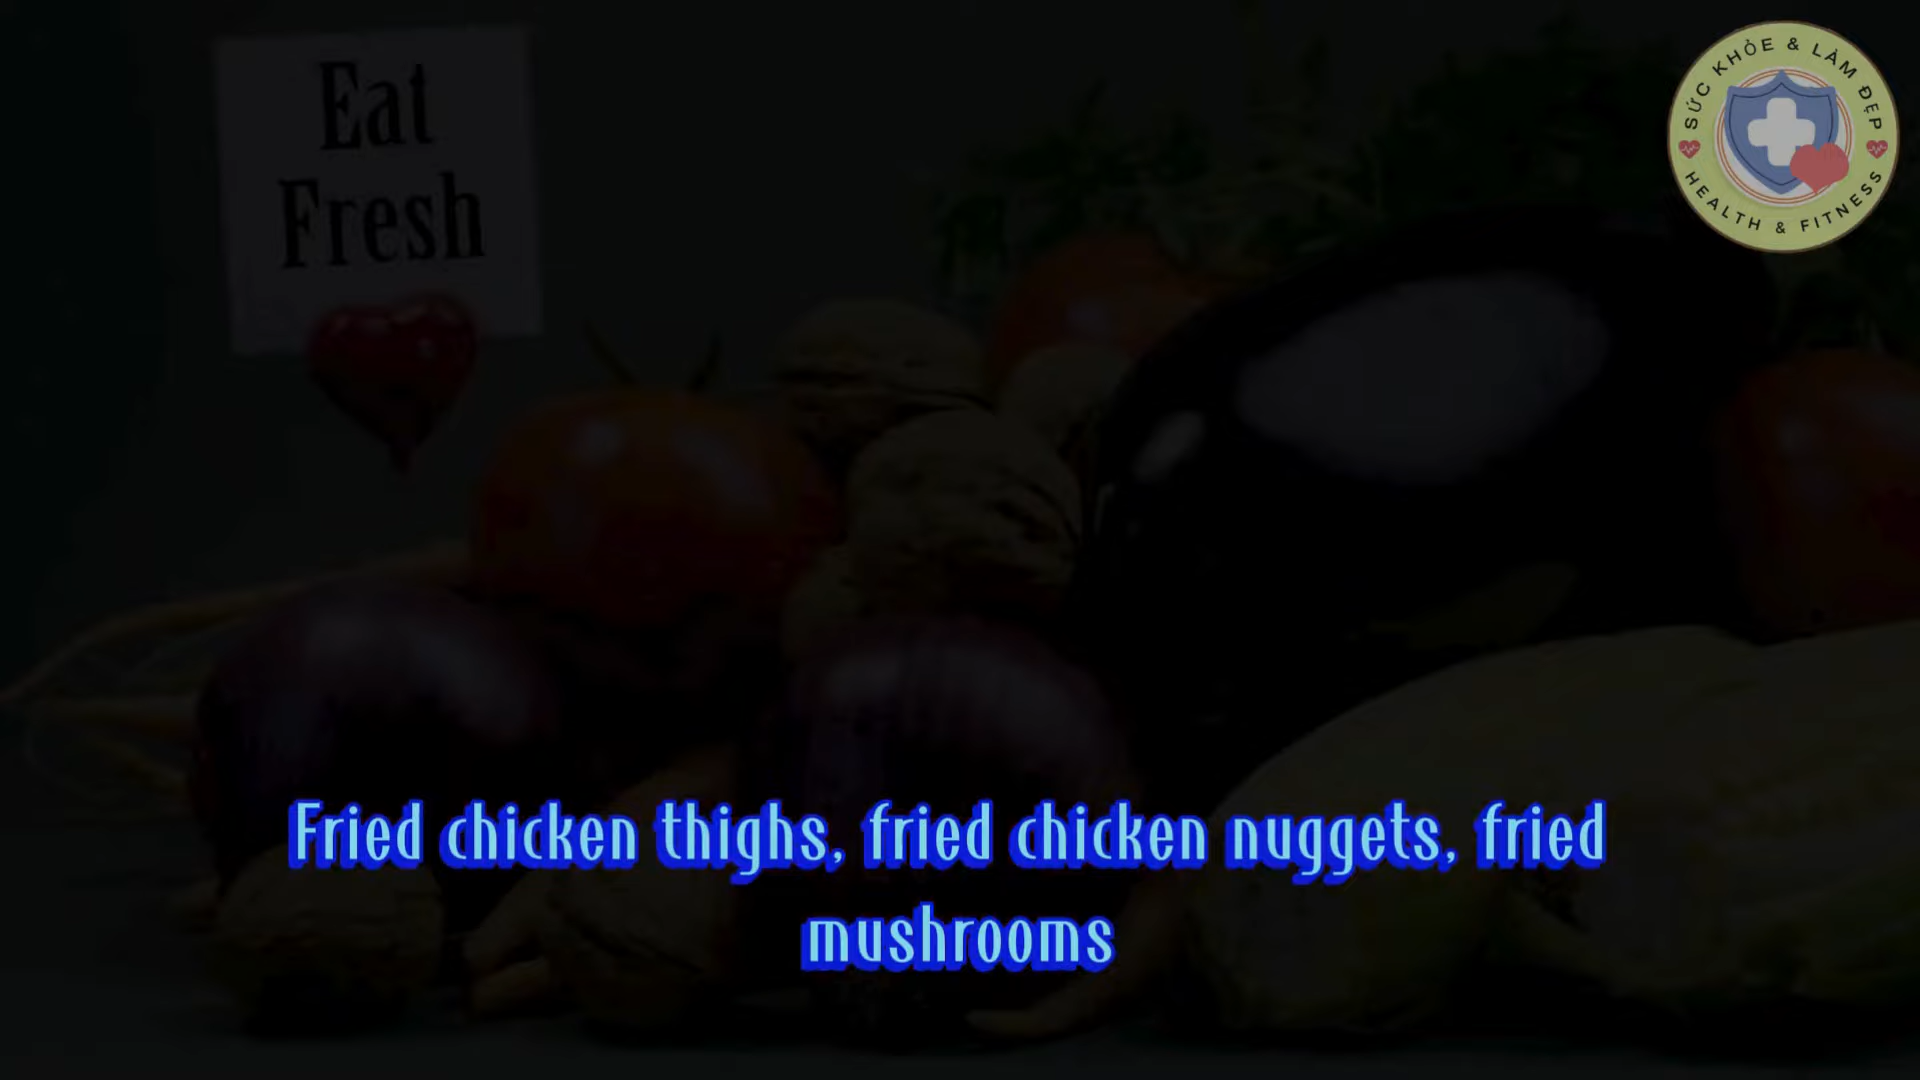 Eat
Fresh
SỨC KHỎE & LÀM ĐẸP
HEALTH & FITNESS
Fried chicken thighs, fried chicken nuggets, fried
mushrooms